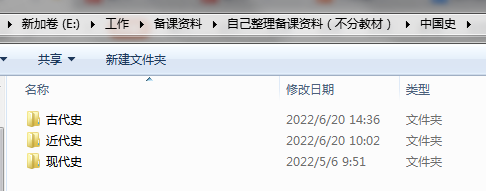 新加卷 (E:) ▶ 工作 ▶ 备课资料 ▶ 自己整理备课资料（不分教材） ▶ 中国史 ▶
共享 ▼ 新建文件夹
名称 修改日期 类型
古代史 2022/6/20 14:36 文件夹
近代史 2022/6/20 10:02 文件夹
现代史 2022/5/6 9:51 文件夹